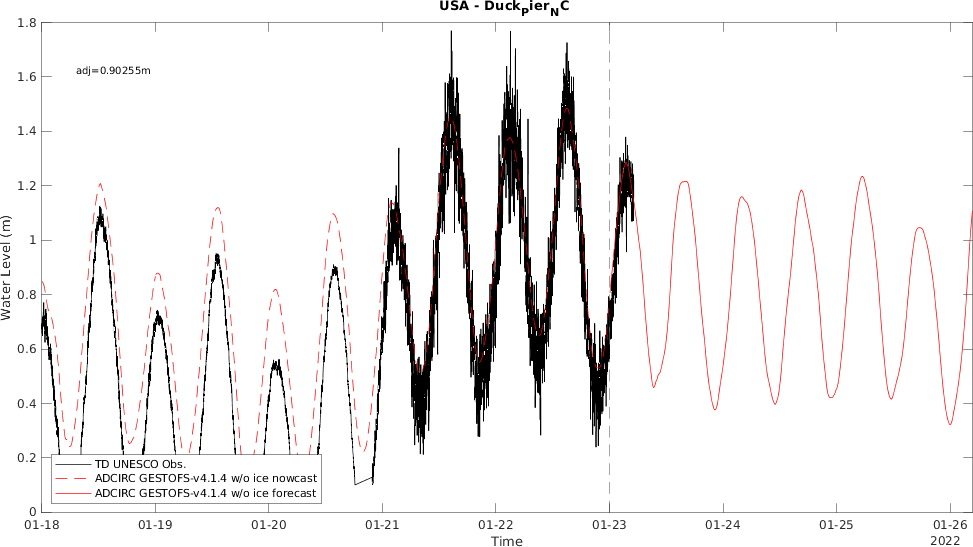 USA - DuckPierNC
1.8
adj=0.90255m
1.6
1.4
1.2
1
0.8
0.6
0.4
0.2
0
Water Level (m)
TD UNESCO Obs.
ADCIRC GESTOFS-v4.1.4 w/o ice nowcast
ADCIRC GESTOFS-v4.1.4 w/o ice forecast
01-18 01-19 01-20 01-21 01-22 01-23 01-24 01-25 01-26
Time
2022